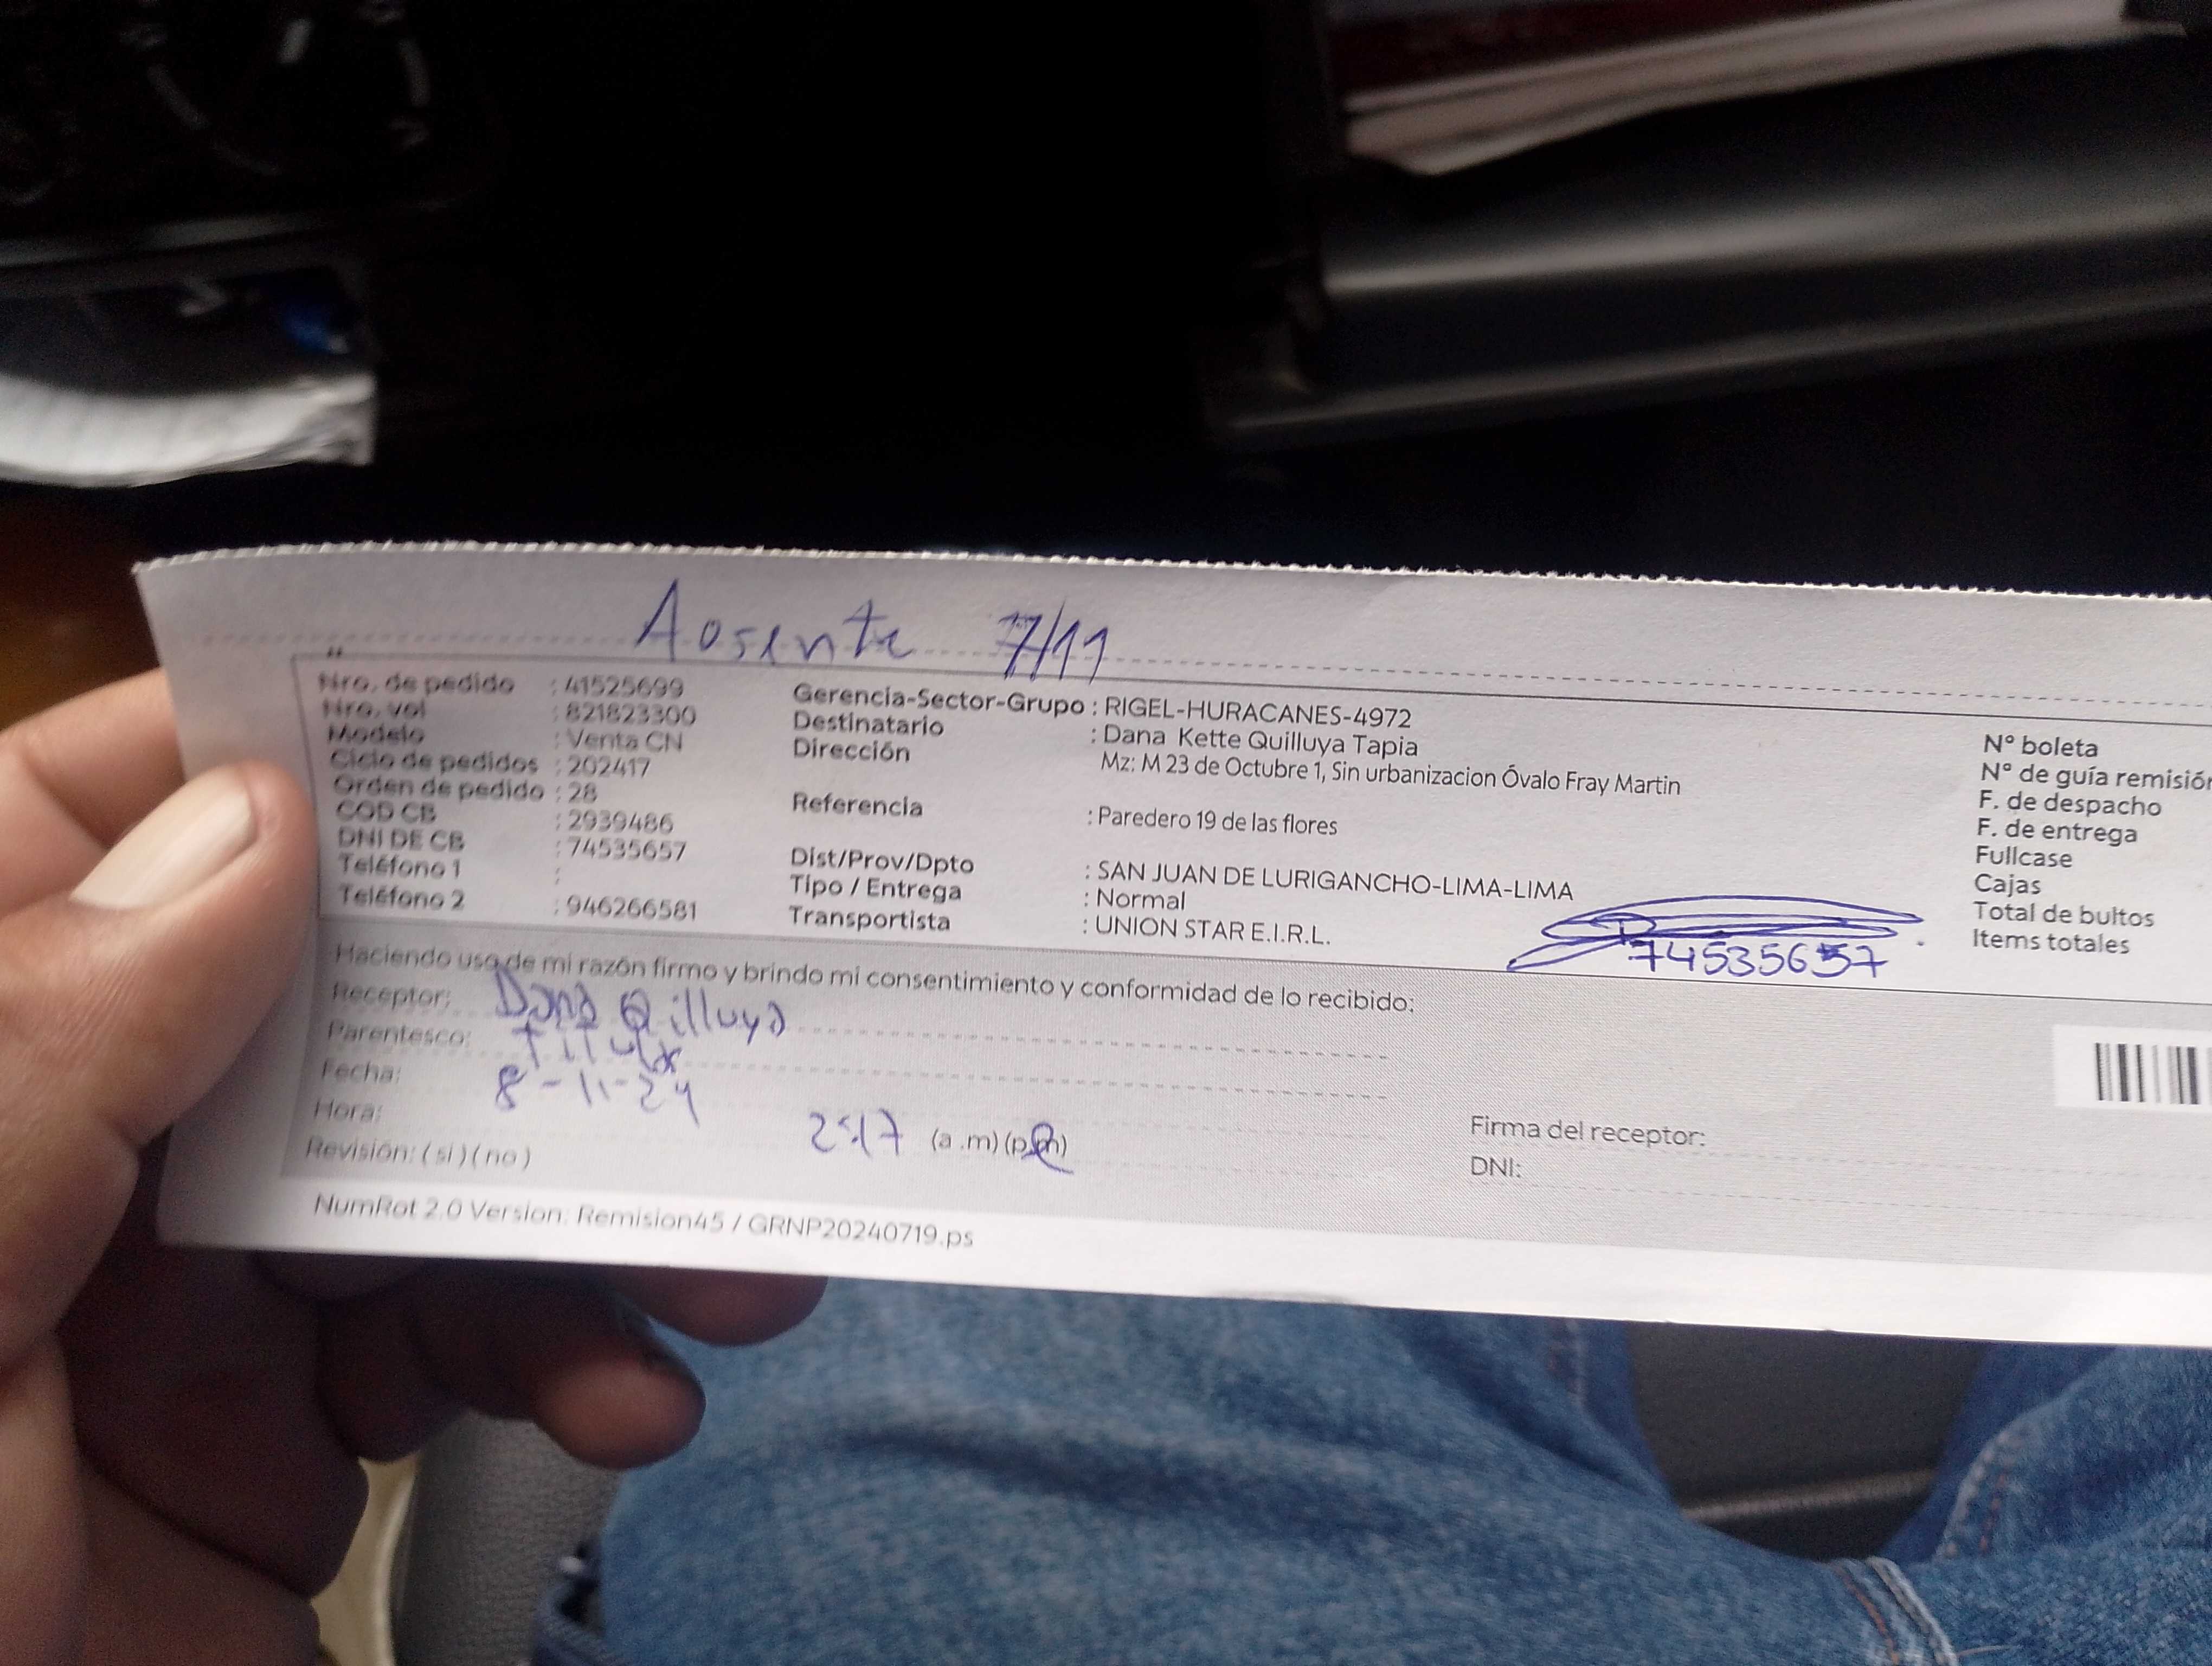 Aosente 7/11
Nro. de pedido : 41525699
Nro. vol : 821823300
Modelo : Venta CN
Ciclo de pedidos : 202417
Orden de pedido : 28
COD CB : 2939486
DNI DE CB : 74535657
Teléfono 1 :
Teléfono 2 : 946266581
Gerencia-Sector-Grupo : RIGEL-HURACANES-4972
Destinatario : Dana Kette Quilluya Tapia
Dirección Mz: M 23 de Octubre 1, Sin urbanizacion Óvalo Fray Martin
Referencia : Paredero 19 de las flores
Dist/Prov/Dpto : SAN JUAN DE LURIGANCHO-LIMA-LIMA
Tipo / Entrega : Normal
Transportista : UNION STAR E.I.R.L.
N° boleta
N° de guía remisión
F. de despacho
F. de entrega
Fullcase
Cajas
Total de bultos
Items totales
74535657
Haciendo uso de mi razón firmo y brindo mi consentimiento y conformidad de lo recibido:
Receptor: Dana Quilluya
Parentesco: Titular
Fecha: 8-11-24
Hora: 2:17 (a.m) (p.m)
Revisión: ( si ) ( no )
Firma del receptor:
DNI:
NumRot 2.0 Version: Remision45 / GRNP20240719.ps